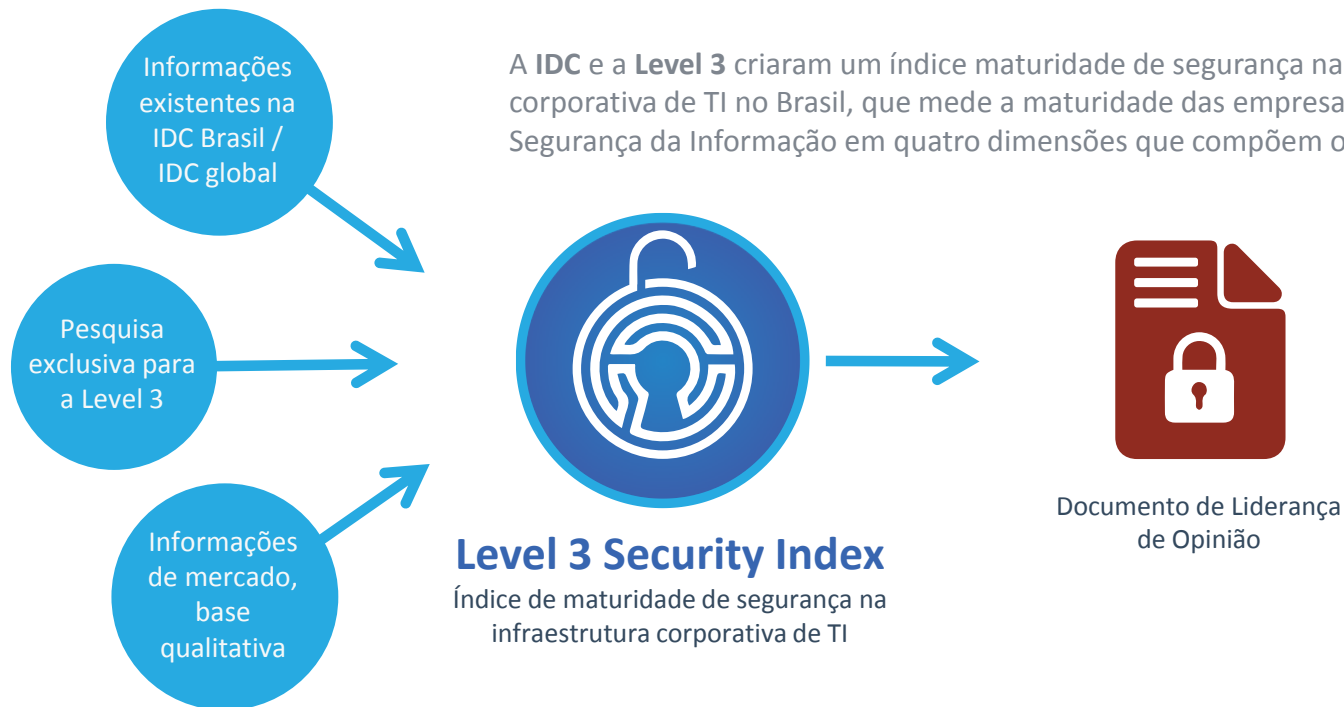 A IDC e a Level 3 criaram um índice maturidade de segurança na
corporativa de TI no Brasil, que mede a maturidade das empresa
Segurança da Informação em quatro dimensões que compõem o
Informações
existentes na
IDC Brasil /
IDC global
Pesquisa
exclusiva para
a Level 3
Informações
de mercado,
base
qualitativa
Level 3 Security Index
Índice de maturidade de segurança na
infraestrutura corporativa de TI
Documento de Liderança
de Opinião